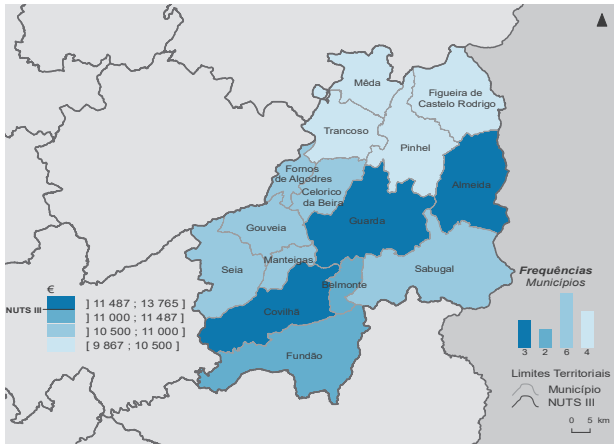 Mêda
Figueira de
Castelo Rodrigo
Trancoso
Pinhel
Fornos
de Algodres
Celorico
da Beira
Almeida
Guarda
Gouveia
Manteigas
Seia
Sabugal
Belmonte
Covilhã
Fundão
€
NUTS III
] 11 487 ; 13 765 ]
] 11 000 ; 11 487 ]
] 10 500 ; 11 000 ]
[ 9 867 ; 10 500 ]
Frequências
Municípios
3 2 6 4
Limites Territoriais
Município
NUTS III
0 5 km